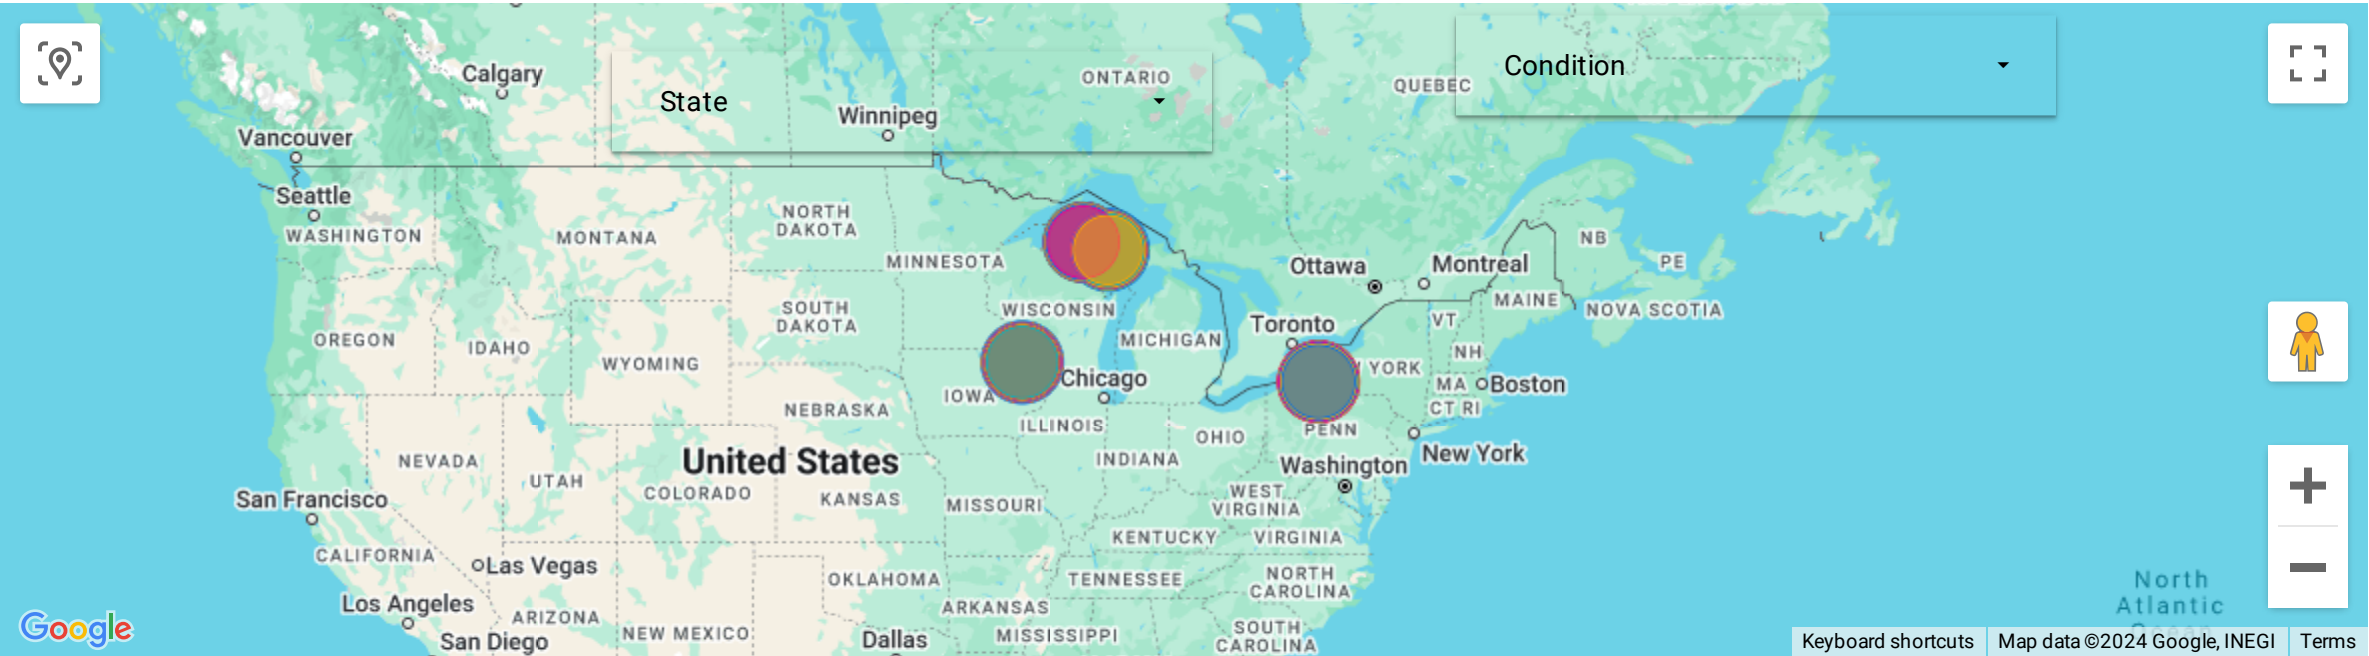 Calgary
ONTARIO
QUEBEC
Condition
State
Winnipeg
Vancouver
Seattle
WASHINGTON
MONTANA
NORTH
DAKOTA
MINNESOTA
Ottawa
Montreal
NB
PE
MAINE
NOVA SCOTIA
OREGON
IDAHO
WYOMING
SOUTH
DAKOTA
WISCONSIN
MICHIGAN
Toronto
VT
NH
YORK
MA
Boston
CT RI
Chicago
IOWA
NEBRASKA
ILLINOIS
INDIANA
OHIO
PENN
New York
Washington
United States
NEVADA
UTAH
COLORADO
KANSAS
MISSOURI
WEST
VIRGINIA
KENTUCKY
VIRGINIA
San Francisco
CALIFORNIA
Las Vegas
OKLAHOMA
TENNESSEE
NORTH
CAROLINA
Los Angeles
ARIZONA
NEW MEXICO
ARKANSAS
MISSISSIPPI
SOUTH
CAROLINA
San Diego
Dallas
North
Atlantic
Ocean
Google
Keyboard shortcuts
Map data ©2024 Google, INEGI
Terms